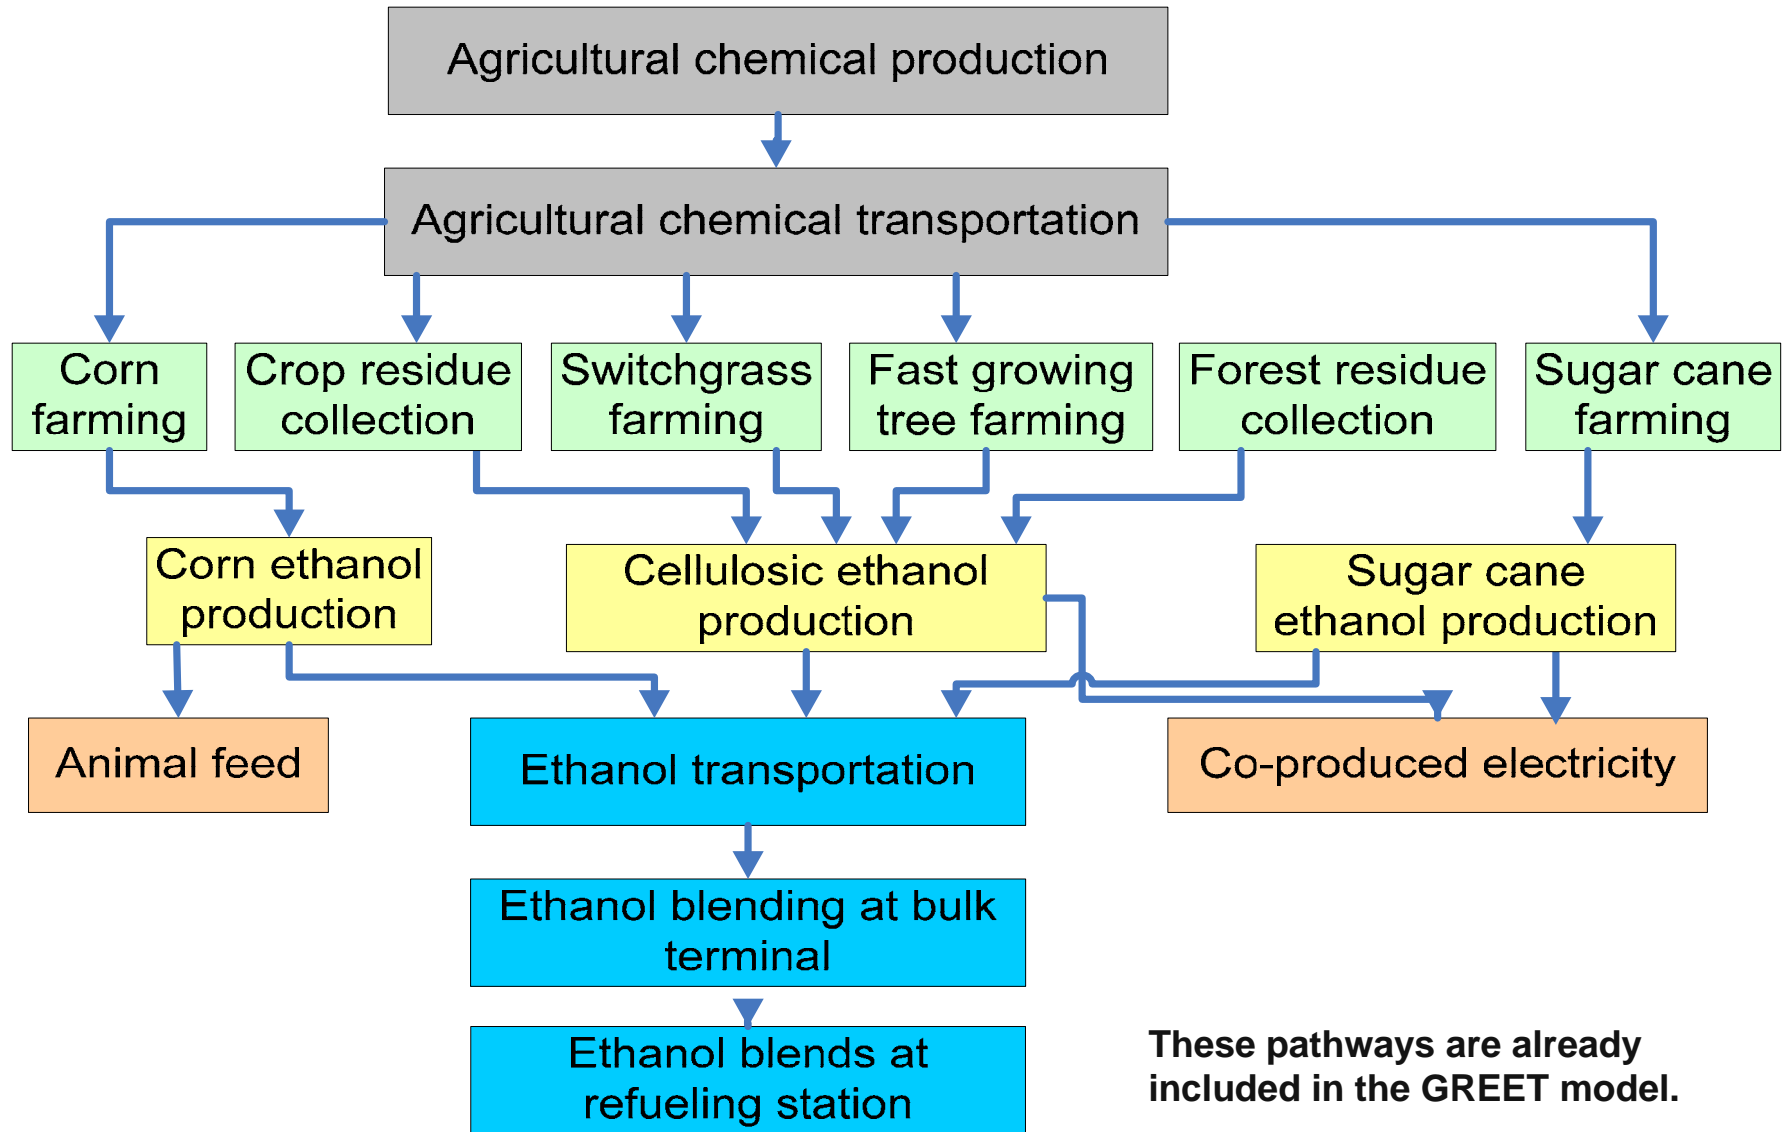 Agricultural chemical production
Agricultural chemical transportation
Corn
farming
Crop residue
collection
Switchgrass
farming
Fast growing
tree farming
Forest residue
collection
Sugar cane
farming
Corn ethanol
production
Cellulosic ethanol
production
Sugar cane
ethanol production
Animal feed
Ethanol transportation
Co-produced electricity
Ethanol blending at bulk
terminal
Ethanol blends at
refueling station
These pathways are already
included in the GREET model.